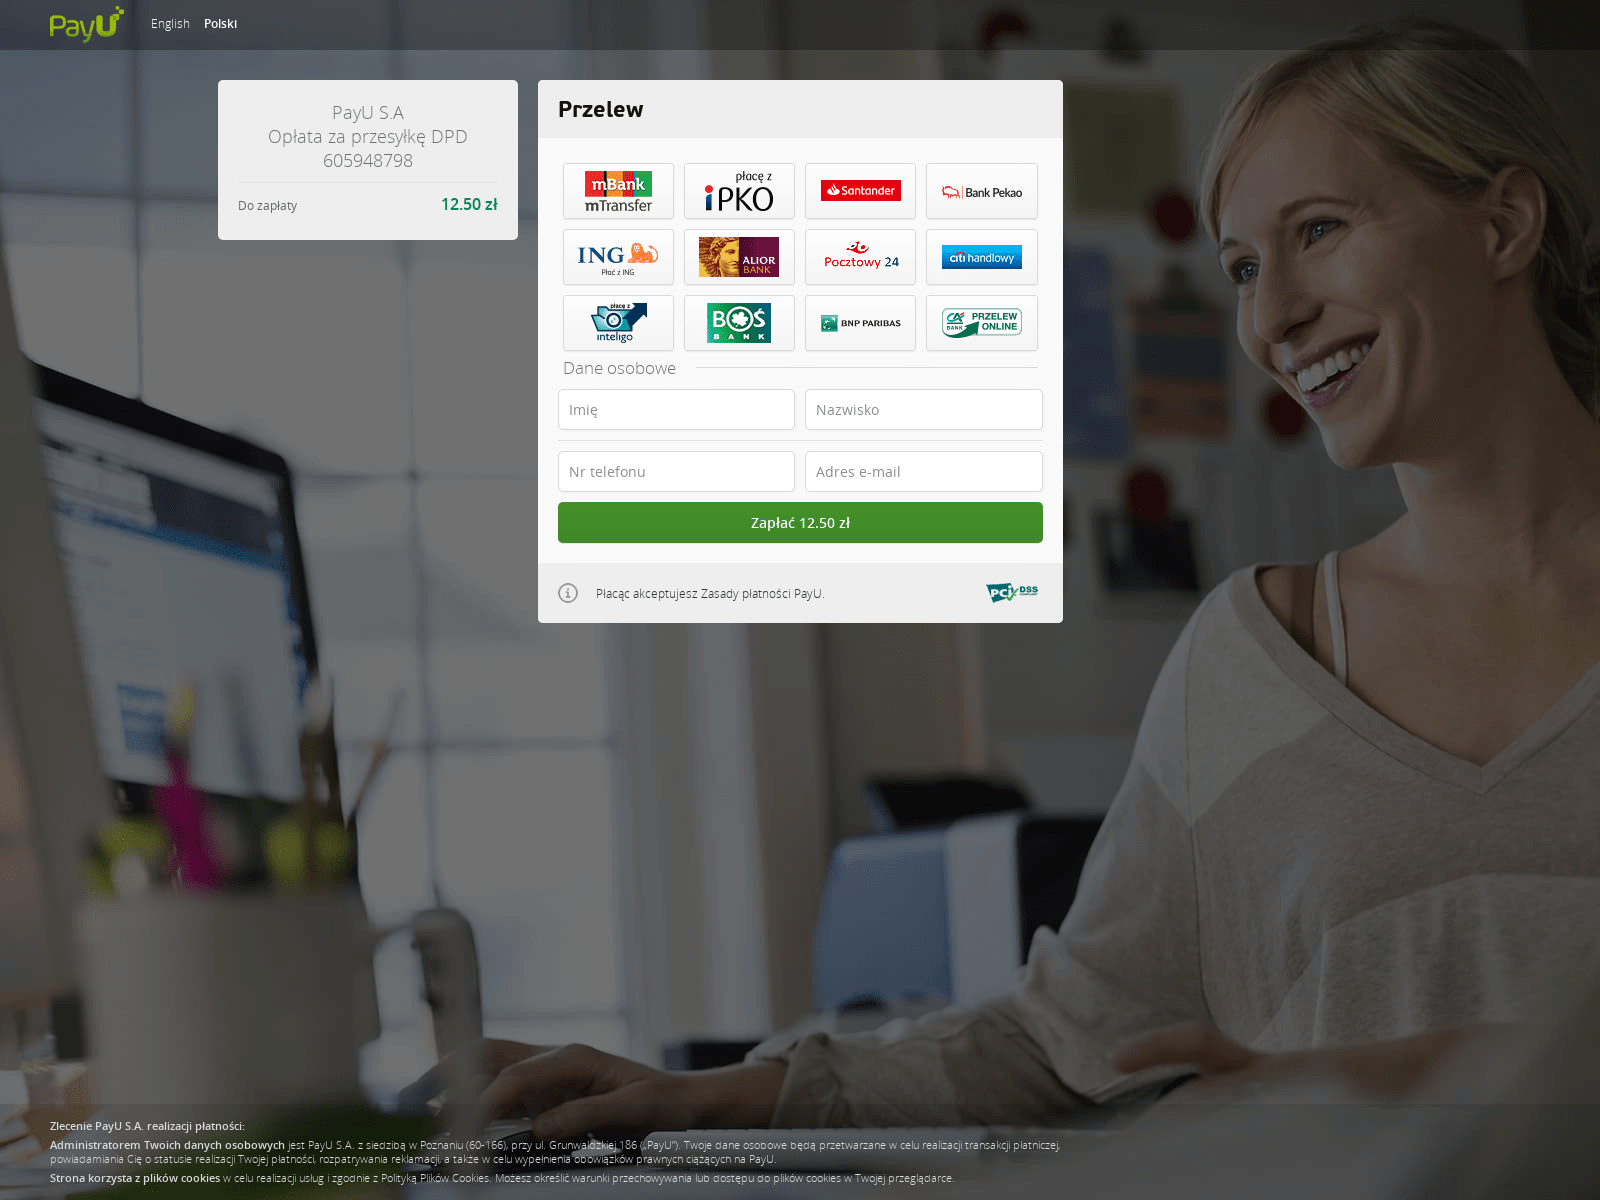 PayU
English Polski
PayU S.A
Opłata za przesyłkę DPD
605948798
Do zapłaty 12.50 zł
Przelew
mBank
mTransfer
płacę z
iPKO
Santander
Bank Pekao
ING
Płać z ING
ALIOR
BANK
Pocztowy 24
citi handlowy
płacę z
inteligo
BOŚ
BANK
BNP PARIBAS
CA
BANK
PRZELEW
ONLINE
Dane osobowe
Imię Nazwisko
Nr telefonu Adres e-mail
Zapłać 12.50 zł
Płacąc akceptujesz Zasady płatności PayU.
PCI DSS
Zlecenie PayU S.A. realizacji płatności:
Administratorem Twoich danych osobowych jest PayU S.A. z siedzibą w Poznaniu (60-166), przy ul. Grunwaldzkiej 186 („PayU"). Twoje dane osobowe będą przetwarzane w celu realizacji transakcji płatniczej,
powiadamiania Cię o statusie realizacji Twojej płatności, rozpatrywania reklamacji, a także w celu wypełnienia obowiązków prawnych ciążących na PayU.
Strona korzysta z plików cookies w celu realizacji usług i zgodnie z Polityką Plików Cookies. Możesz określić warunki przechowywania lub dostępu do plików cookies w Twojej przeglądarce.